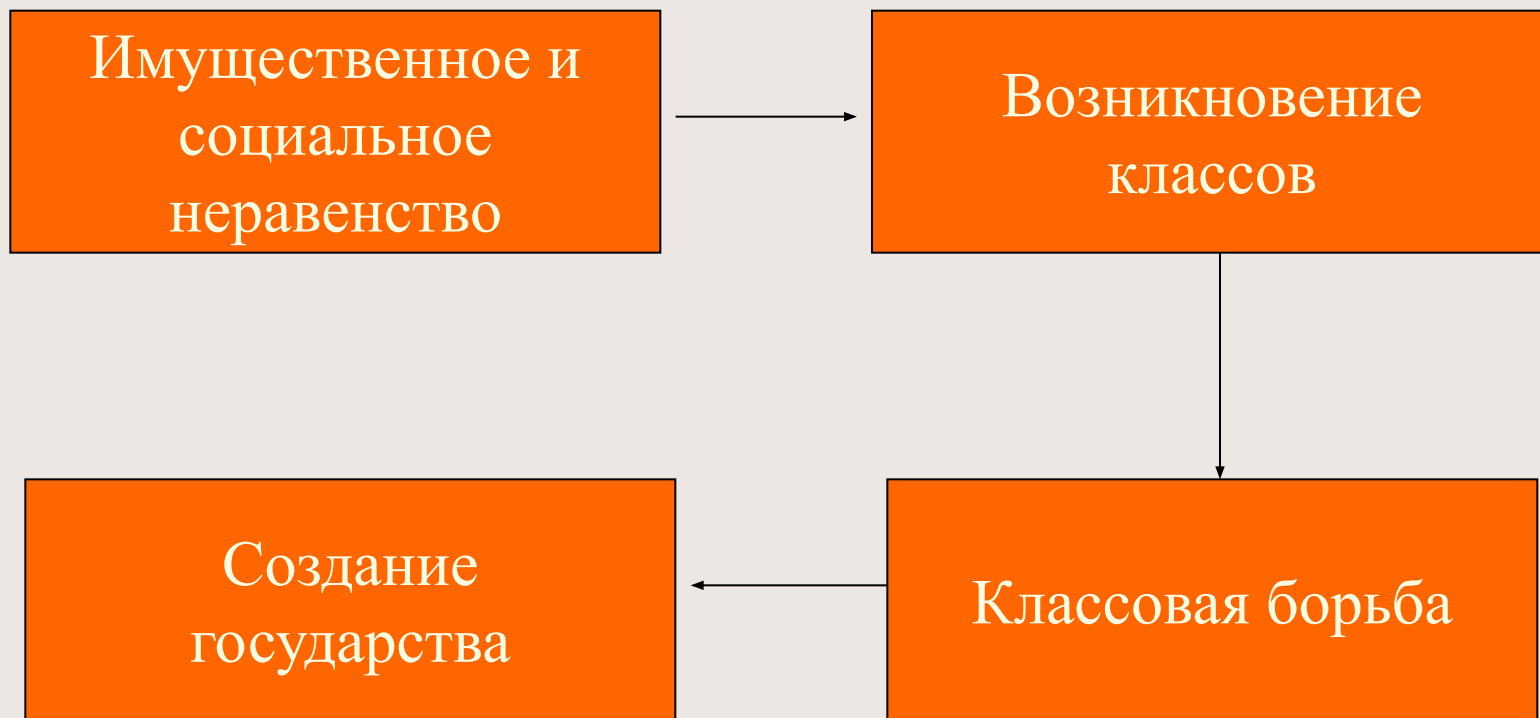 Имущественное и
социальное
неравенство
Возникновение
классов
Классовая борьба
Создание
государства